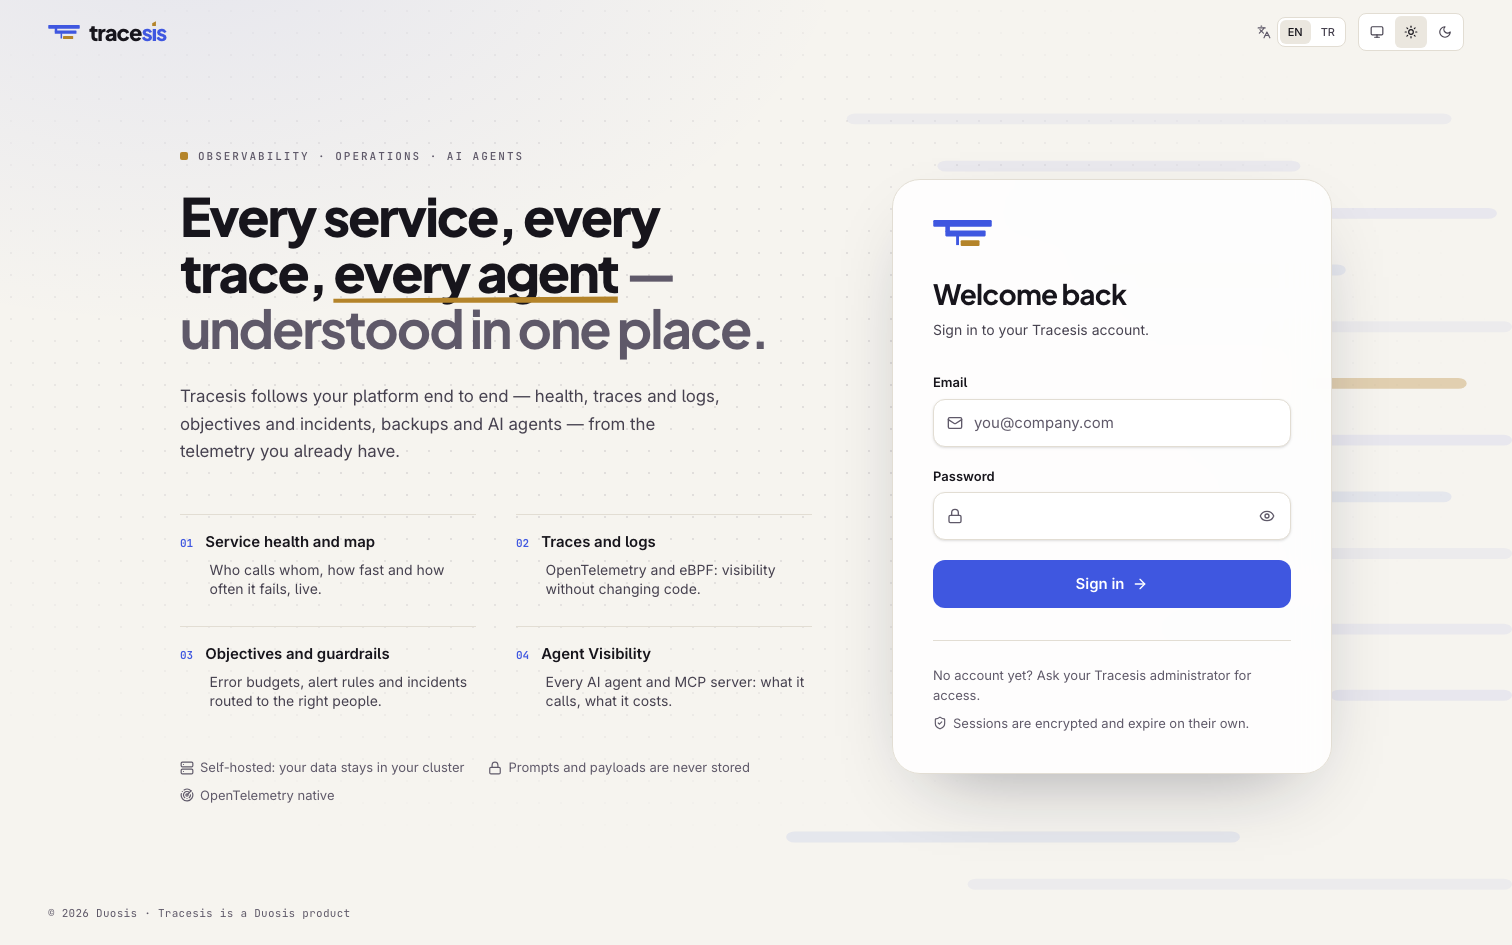 tracesis
EN TR
OBSERVABILITY · OPERATIONS · AI AGENTS
Every service, every
trace, every agent —
understood in one place.
Tracesis follows your platform end to end — health, traces and logs,
objectives and incidents, backups and AI agents — from the
telemetry you already have.
01 Service health and map
Who calls whom, how fast and how
often it fails, live.
02 Traces and logs
OpenTelemetry and eBPF: visibility
without changing code.
03 Objectives and guardrails
Error budgets, alert rules and incidents
routed to the right people.
04 Agent Visibility
Every AI agent and MCP server: what it
calls, what it costs.
Self-hosted: your data stays in your cluster
Prompts and payloads are never stored
OpenTelemetry native
Welcome back
Sign in to your Tracesis account.
Email
you@company.com
Password
Sign in →
No account yet? Ask your Tracesis administrator for
access.
Sessions are encrypted and expire on their own.
© 2026 Duosis · Tracesis is a Duosis product